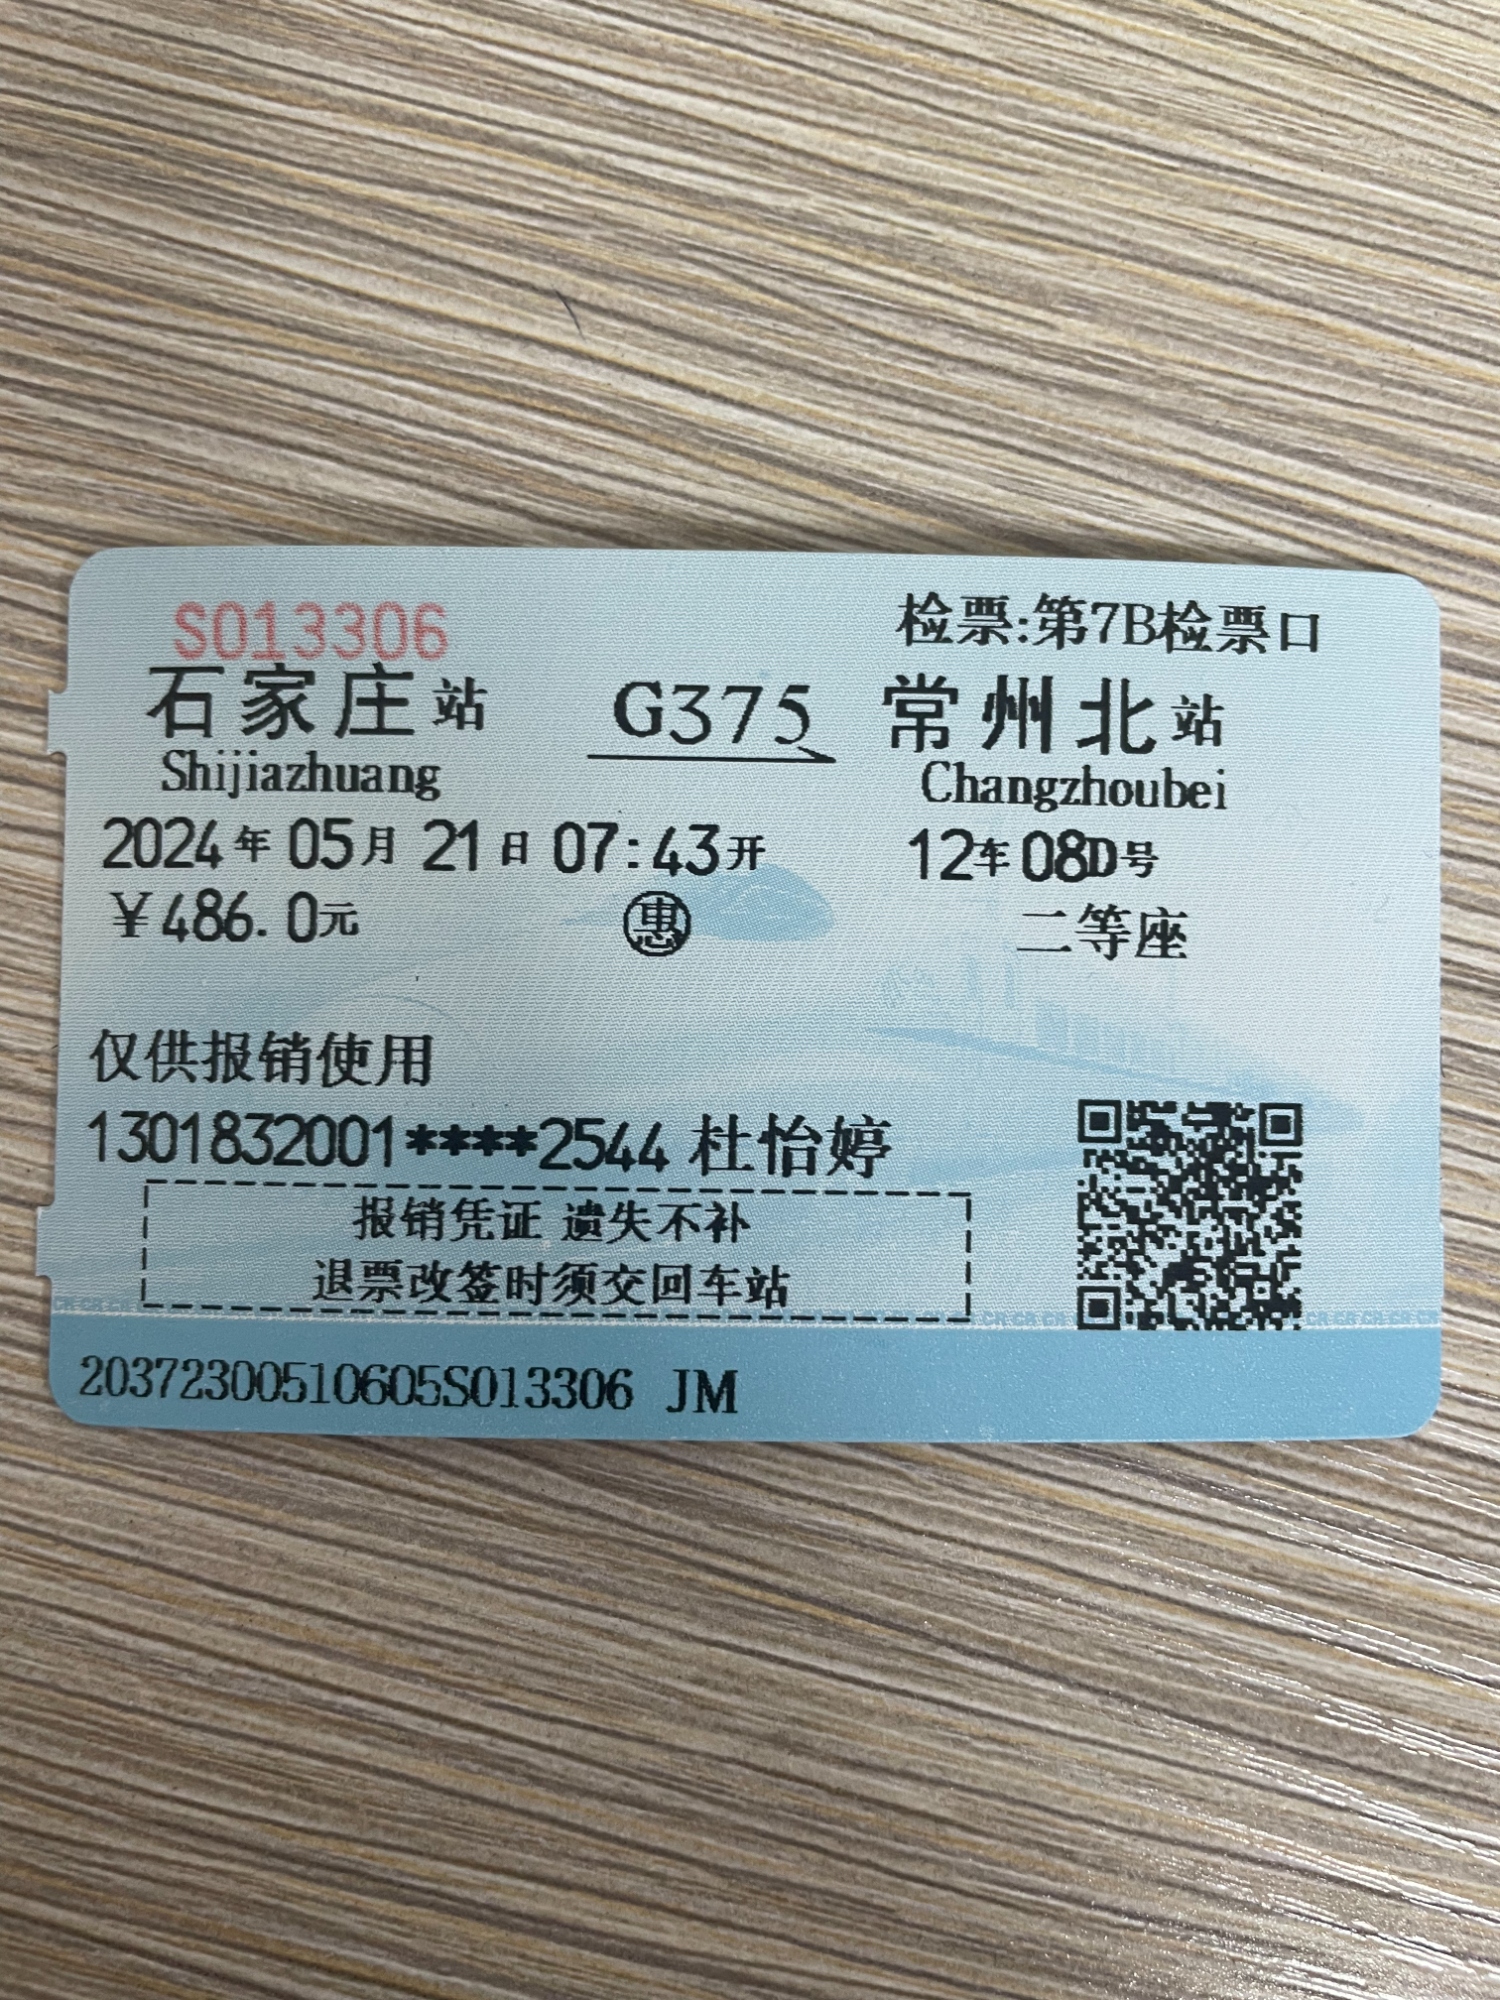 S013306 检票:第7B检票口
石家庄站 G375 常州北站
Shijiazhuang Changzhoubei
2024年05月21日07:43开 12车08D号
￥486.0元 惠 二等座
仅供报销使用
1301832001****2544 杜怡婷
报销凭证 遗失不补
退票改签时须交回车站
20372300510605S013306 JM